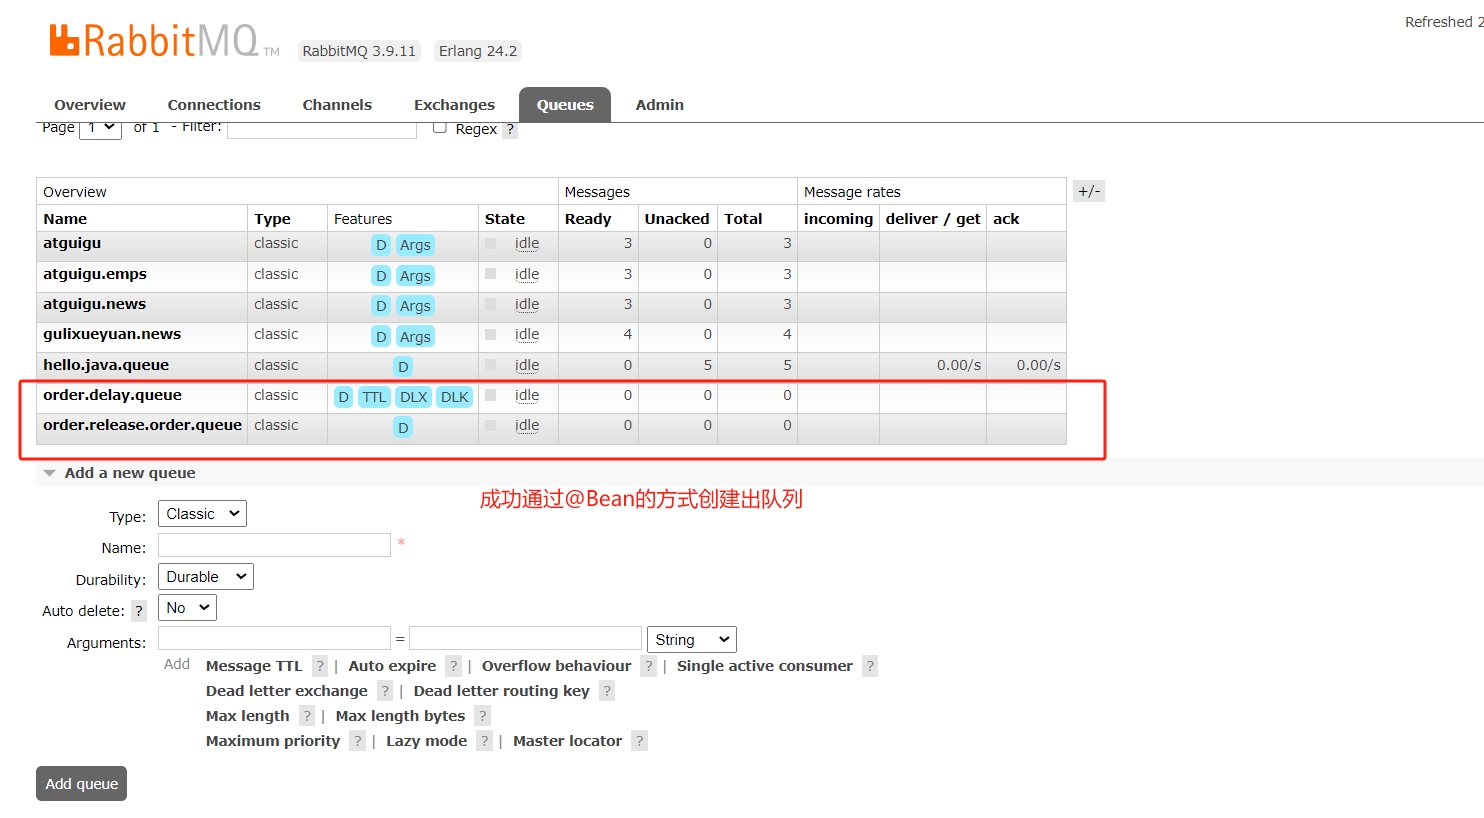 Refreshed 2
RabbitMQ TM RabbitMQ 3.9.11 Erlang 24.2
Overview Connections Channels Exchanges Queues Admin
Page 1 of 1 - Filter: Regex ?
Overview Messages Message rates +/-
Name Type Features State Ready Unacked Total incoming deliver / get ack
atguigu classic D Args idle 3 0 3
atguigu.emps classic D Args idle 3 0 3
atguigu.news classic D Args idle 3 0 3
gulixueyuan.news classic D Args idle 4 0 4
hello.java.queue classic D idle 0 5 5 0.00/s 0.00/s
order.delay.queue classic D TTL DLX DLK idle 0 0 0
order.release.order.queue classic D idle 0 0 0
Add a new queue
成功通过@Bean的方式创建出队列
Type: Classic
Name: *
Durability: Durable
Auto delete: ? No
Arguments: = String
Add Message TTL ? | Auto expire ? | Overflow behaviour ? | Single active consumer ?
Dead letter exchange ? | Dead letter routing key ?
Max length ? | Max length bytes ?
Maximum priority ? | Lazy mode ? | Master locator ?
Add queue